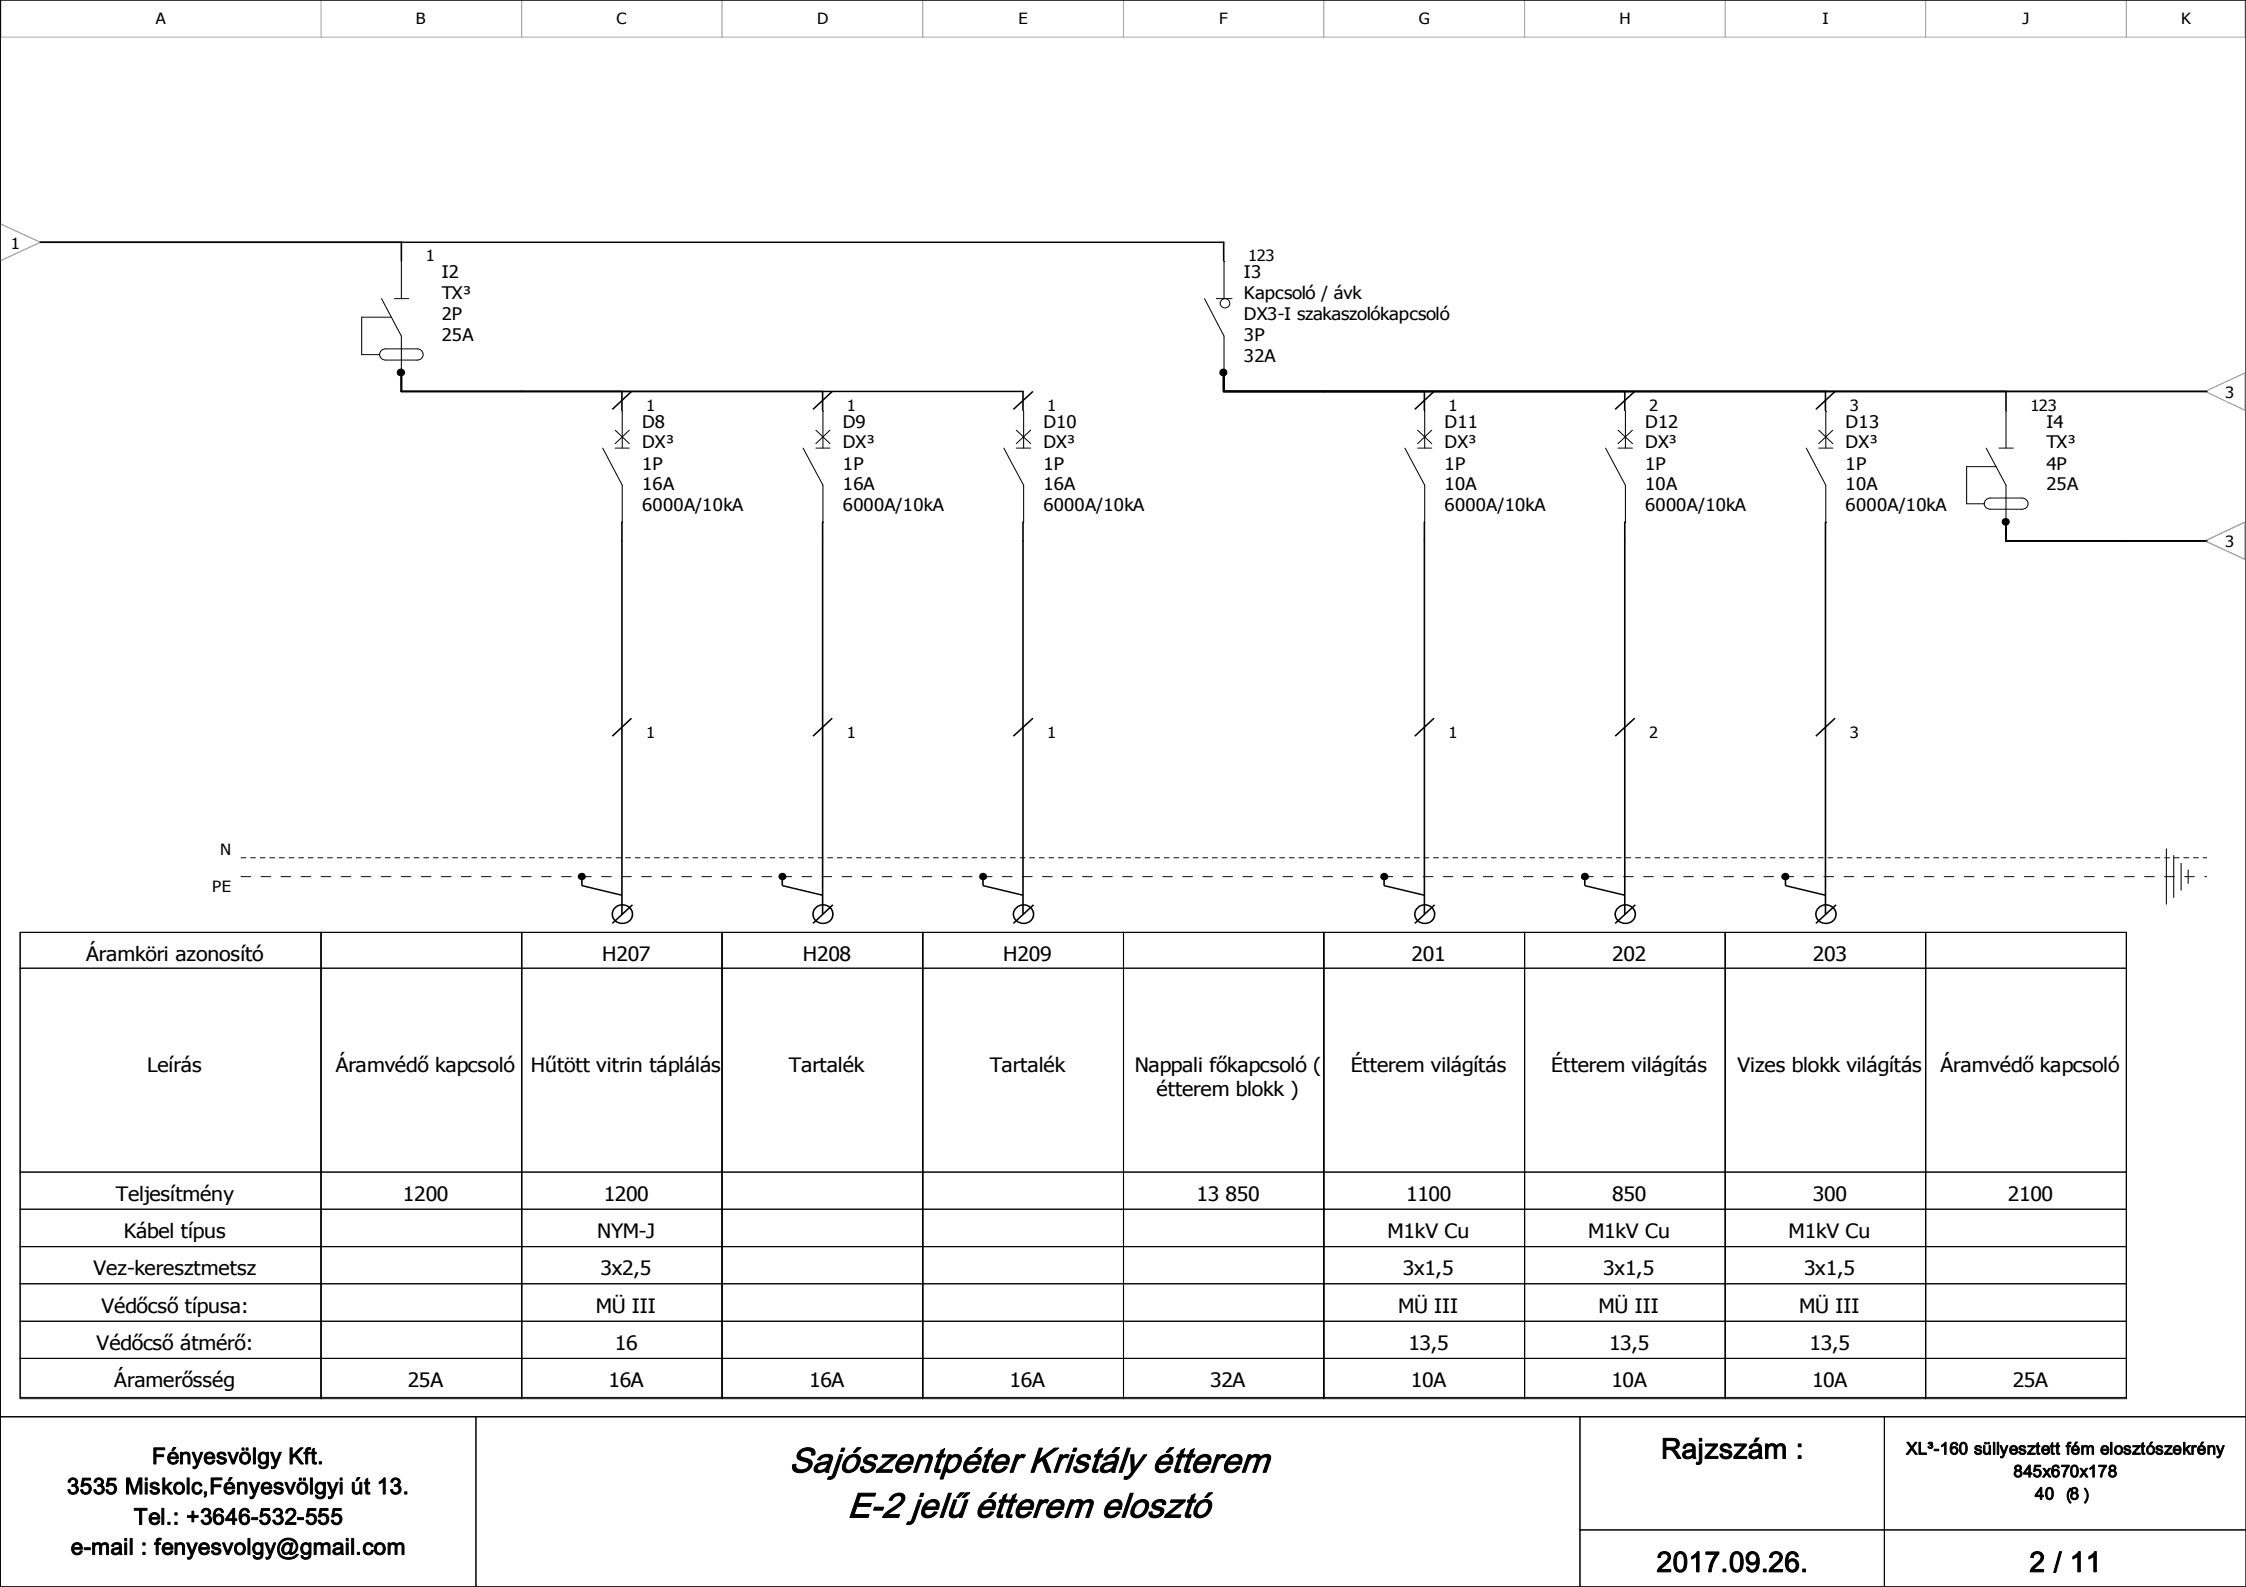 A B C D E F G H I J K
1
1
I2
TX³
2P
25A
123
I3
Kapcsoló / ávk
DX3-I szakaszolókapcsoló
3P
32A
3
1
D8
DX³
1P
16A
6000A/10kA
1
D9
DX³
1P
16A
6000A/10kA
1
D10
DX³
1P
16A
6000A/10kA
1
D11
DX³
1P
10A
6000A/10kA
2
D12
DX³
1P
10A
6000A/10kA
3
D13
DX³
1P
10A
6000A/10kA
123
I4
TX³
4P
25A
3
1 1 1 1 2 3
N
PE
Áramköri azonosító H207 H208 H209 201 202 203
Leírás Áramvédő kapcsoló Hűtött vitrin táplálás Tartalék Tartalék Nappali főkapcsoló ( Étterem világítás Étterem világítás Vizes blokk világítás Áramvédő kapcsoló
étterem blokk )
Teljesítmény 1200 1200 13 850 1100 850 300 2100
Kábel típus NYM-J M1kV Cu M1kV Cu M1kV Cu
Vez-keresztmetsz 3x2,5 3x1,5 3x1,5 3x1,5
Védőcső típusa: MÜ III MÜ III MÜ III MÜ III
Védőcső átmérő: 16 13,5 13,5 13,5
Áramerősség 25A 16A 16A 16A 32A 10A 10A 10A 25A
Fényesvölgy Kft.
3535 Miskolc,Fényesvölgyi út 13.
Tel.: +3646-532-555
e-mail : fenyesvolgy@gmail.com
Sajószentpéter Kristály étterem
E-2 jelű étterem elosztó
Rajzszám :
2017.09.26.
XL³-160 süllyesztett fém elosztószekrény
845x670x178
40 (8 )
2 / 11